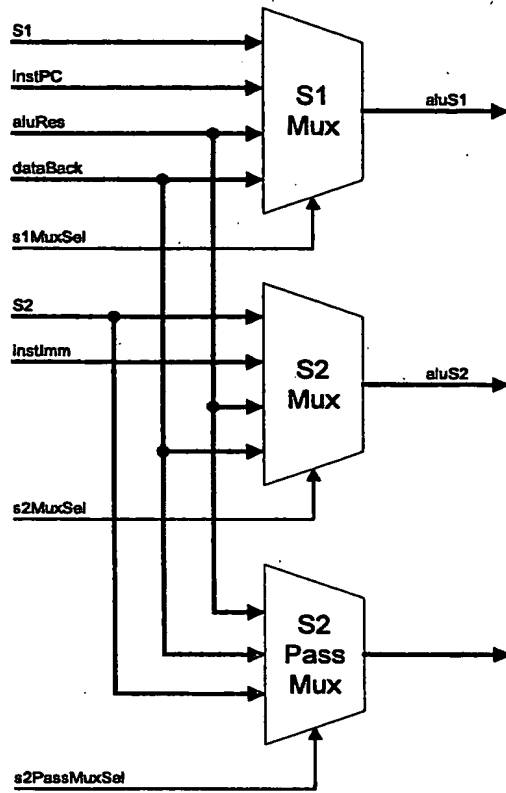 S1
instPC
S1
Mux
aluS1
aluRes
dataBack
s1MuxSel
S2
instImm
S2
Mux
aluS2
s2MuxSel
S2
Pass
Mux
s2PassMuxSel